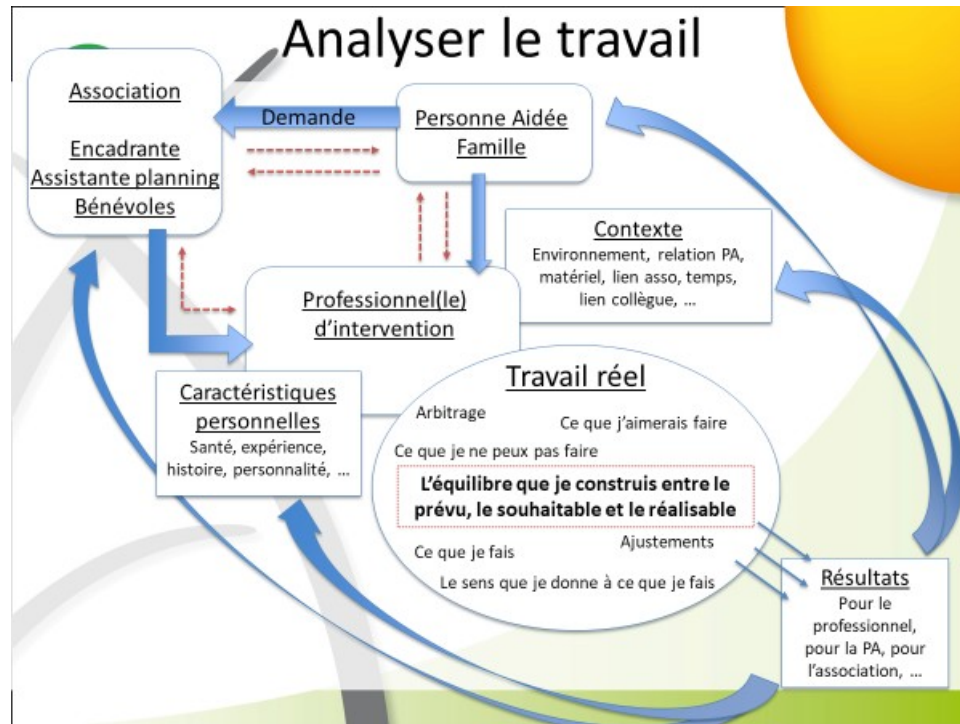 Analyser le travail
Association
Encadrante
Assistante planning
Bénévoles
Demande
Personne Aidée
Famille
Contexte
Environnement, relation PA,
matériel, lien asso, temps,
lien collègue, ...
Professionnel(le)
d'intervention
Caractéristiques
personnelles
Santé, expérience,
histoire, personnalité, ...
Travail réel
Arbitrage
Ce que j'aimerais faire
Ce que je ne peux pas faire
L'équilibre que je construis entre le
prévu, le souhaitable et le réalisable
Ce que je fais
Ajustements
Le sens que je donne à ce que je fais
Résultats
Pour le
professionnel,
pour la PA, pour
l'association, ...